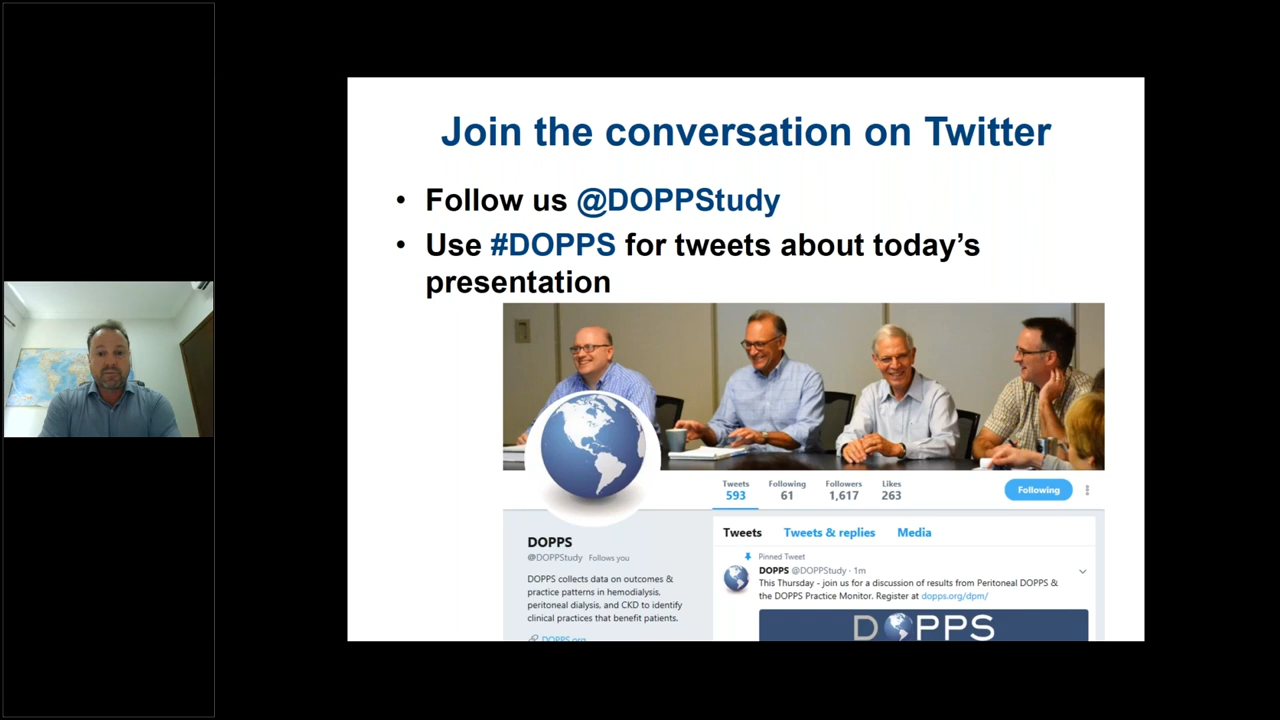 Join the conversation on Twitter
• Follow us @DOPPStudy
• Use #DOPPS for tweets about today's
presentation
Tweets Following Followers Likes
593 61 1,617 263
Following
DOPPS
@DOPPStudy Follows you
DOPPS collects data on outcomes &
practice patterns in hemodialysis,
peritoneal dialysis, and CKD to identify
clinical practices that benefit patients.
DOPPS.org
Tweets Tweets & replies Media
Pinned Tweet
DOPPS @DOPPStudy · 1m
This Thursday - join us for a discussion of results from Peritoneal DOPPS &
the DOPPS Practice Monitor. Register at dopps.org/dpm/
DOPPS